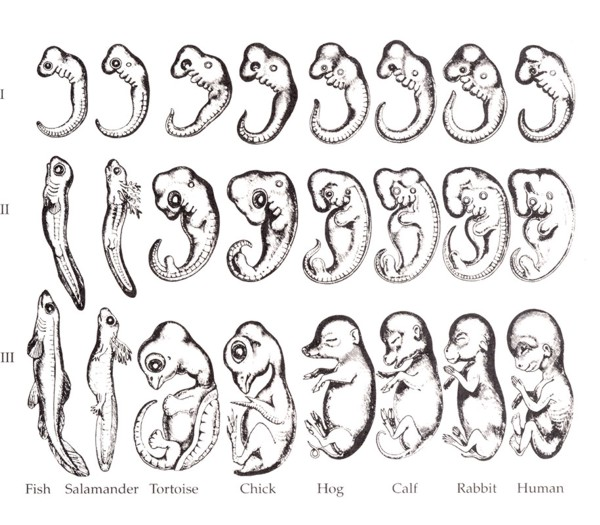 I
II
III
Fish Salamander Tortoise Chick Hog Calf Rabbit Human